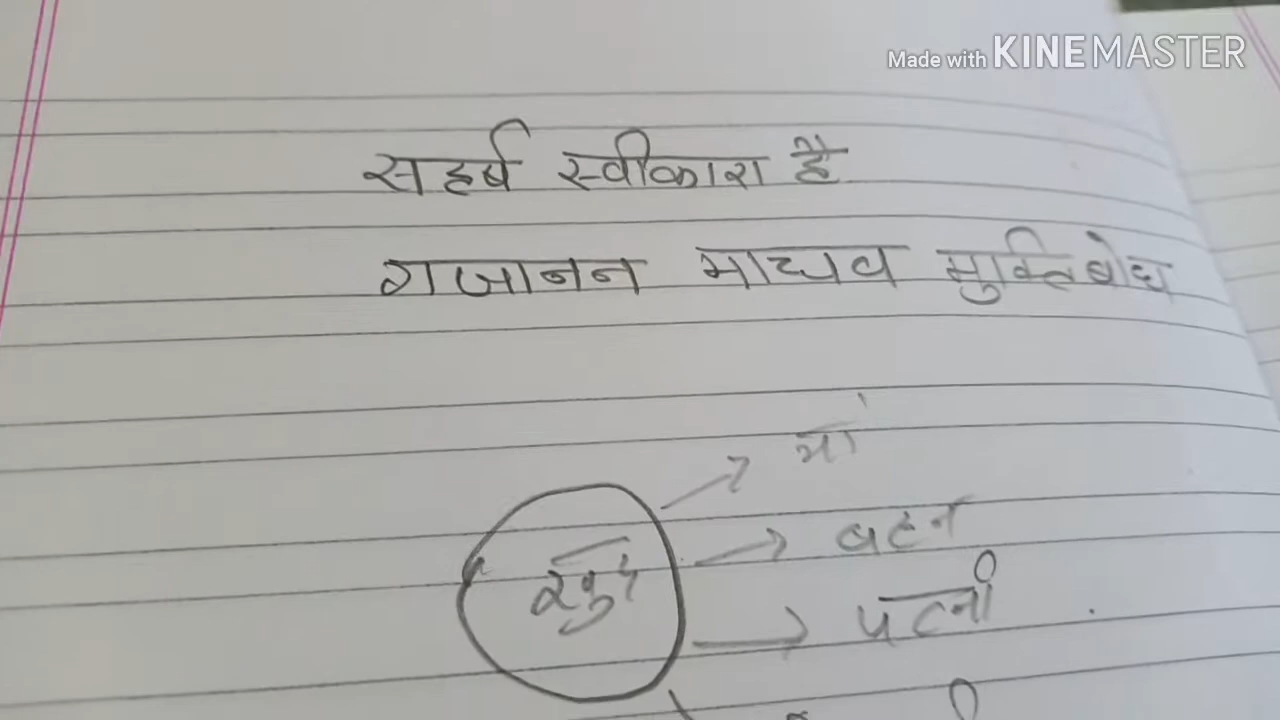 Made with KINEMASTER
सहर्ष स्वीकारा है
गजानन माधव मुक्तिबोध
मां
बहन
खुद
पत्नी